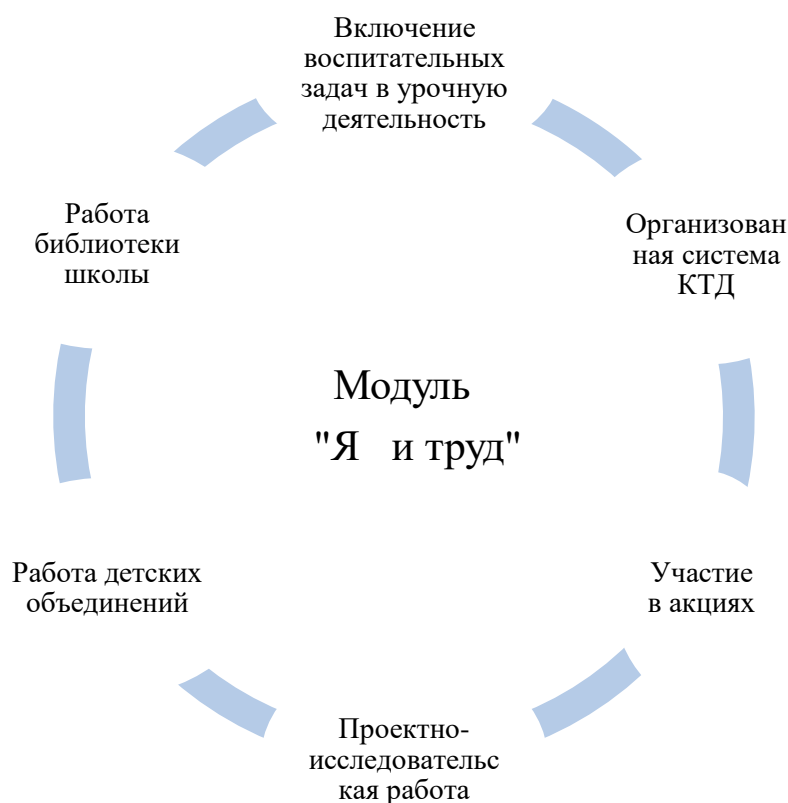 Включение
воспитательных
задач в урочную
деятельность
Организован
ная система
КТД
Участие
в акциях
Проектно-
исследовательс
кая работа
Работа детских
объединений
Работа
библиотеки
школы
Модуль
"Я и труд"